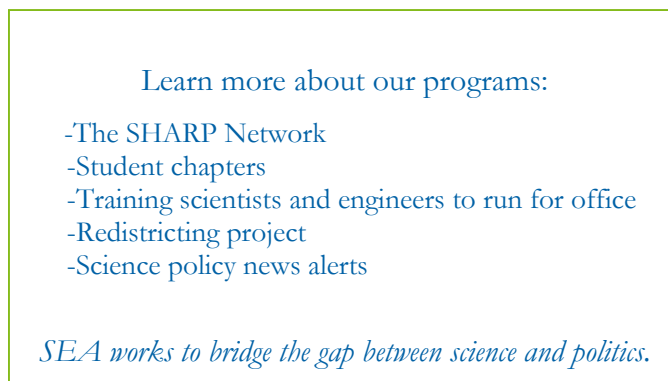 Learn more about our programs:
-The SHARP Network
-Student chapters
-Training scientists and engineers to run for office
-Redistricting project
-Science policy news alerts
SEA works to bridge the gap between science and politics.